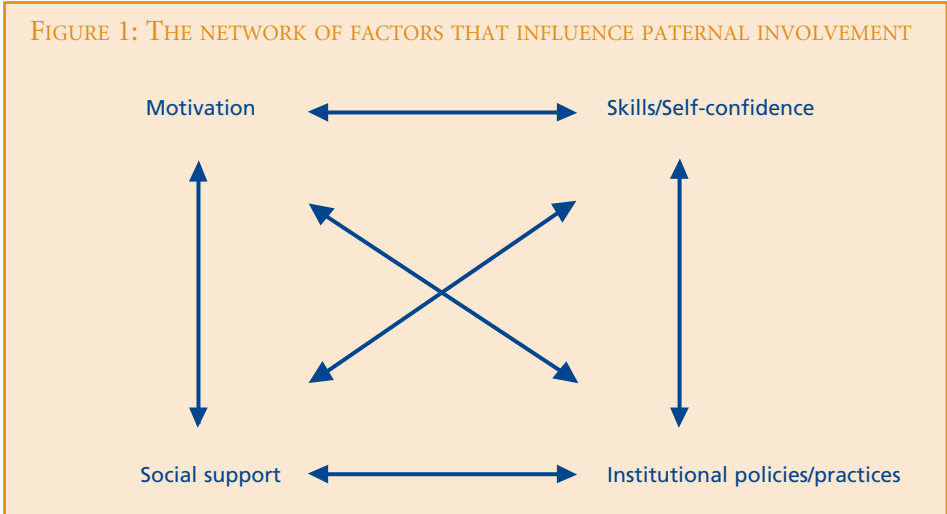 FIGURE 1: THE NETWORK OF FACTORS THAT INFLUENCE PATERNAL INVOLVEMENT
Motivation
Skills/Self-confidence
Social support
Institutional policies/practices